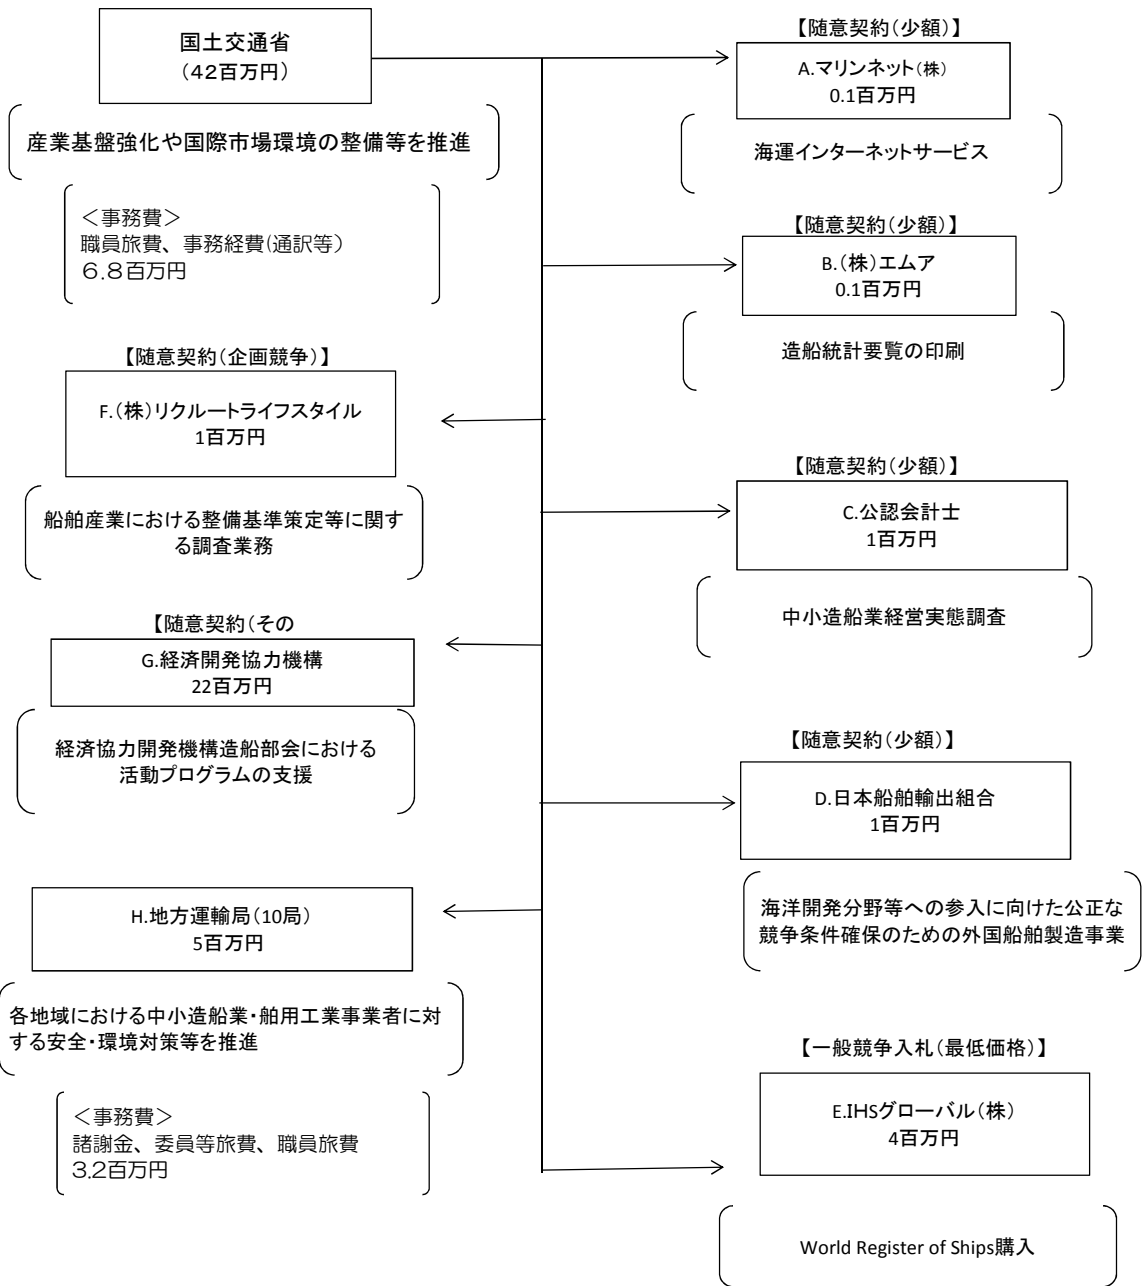 国土交通省
（42百万円）
産業基盤強化や国際市場環境の整備等を推進
＜事務費＞
職員旅費、事務経費(通訳等)
６.８百万円
【随意契約（少額）】
A.マリンネット（株）
0.1百万円
海運インターネットサービス
【随意契約（少額）】
B.（株）エムア
0.1百万円
造船統計要覧の印刷
【随意契約（企画競争）】
F.（株）リクルートライフスタイル
1百万円
船舶産業における整備基準策定等に関す
る調査業務
【随意契約（少額）】
C.公認会計士
1百万円
中小造船業経営実態調査
【随意契約（その
G.経済開発協力機構
22百万円
経済協力開発機構造船部会における
活動プログラムの支援
【随意契約（少額）】
D.日本船舶輸出組合
1百万円
海洋開発分野等への参入に向けた公正な
競争条件確保のための外国船舶製造事業
H.地方運輸局（10局）
5百万円
各地域における中小造船業・舶用工業事業者に対
する安全・環境対策等を推進
＜事務費＞
諸謝金、委員等旅費、職員旅費
３.２百万円
【一般競争入札（最低価格）】
E.IHSグローバル（株）
4百万円
World Register of Ships購入